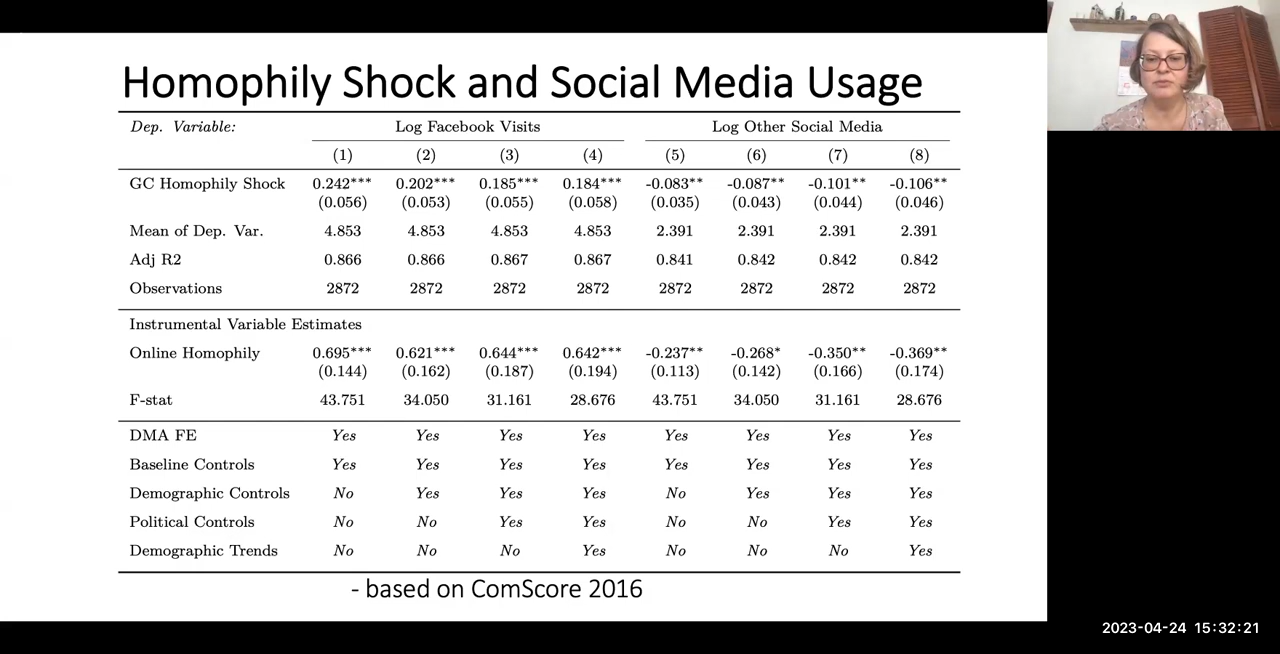 Homophily Shock and Social Media Usage
Dep. Variable: Log Facebook Visits Log Other Social Media
(1) (2) (3) (4) (5) (6) (7) (8)
GC Homophily Shock 0.242*** 0.202*** 0.185*** 0.184*** -0.083** -0.087** -0.101** -0.106**
(0.056) (0.053) (0.055) (0.058) (0.035) (0.043) (0.044) (0.046)
Mean of Dep. Var. 4.853 4.853 4.853 4.853 2.391 2.391 2.391 2.391
Adj R2 0.866 0.866 0.867 0.867 0.841 0.842 0.842 0.842
Observations 2872 2872 2872 2872 2872 2872 2872 2872
Instrumental Variable Estimates
Online Homophily 0.695*** 0.621*** 0.644*** 0.642*** -0.237** -0.268* -0.350** -0.369**
(0.144) (0.162) (0.187) (0.194) (0.113) (0.142) (0.166) (0.174)
F-stat 43.751 34.050 31.161 28.676 43.751 34.050 31.161 28.676
DMA FE Yes Yes Yes Yes Yes Yes Yes Yes
Baseline Controls Yes Yes Yes Yes Yes Yes Yes Yes
Demographic Controls No Yes Yes Yes No Yes Yes Yes
Political Controls No No Yes Yes No No Yes Yes
Demographic Trends No No No Yes No No No Yes
- based on ComScore 2016
2023-04-24 15:32:21